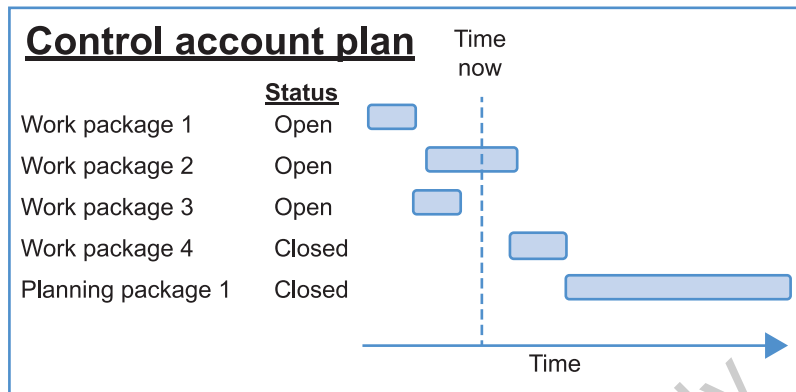 Control account plan
Time
now
Status
Work package 1 Open
Work package 2 Open
Work package 3 Open
Work package 4 Closed
Planning package 1 Closed
Time